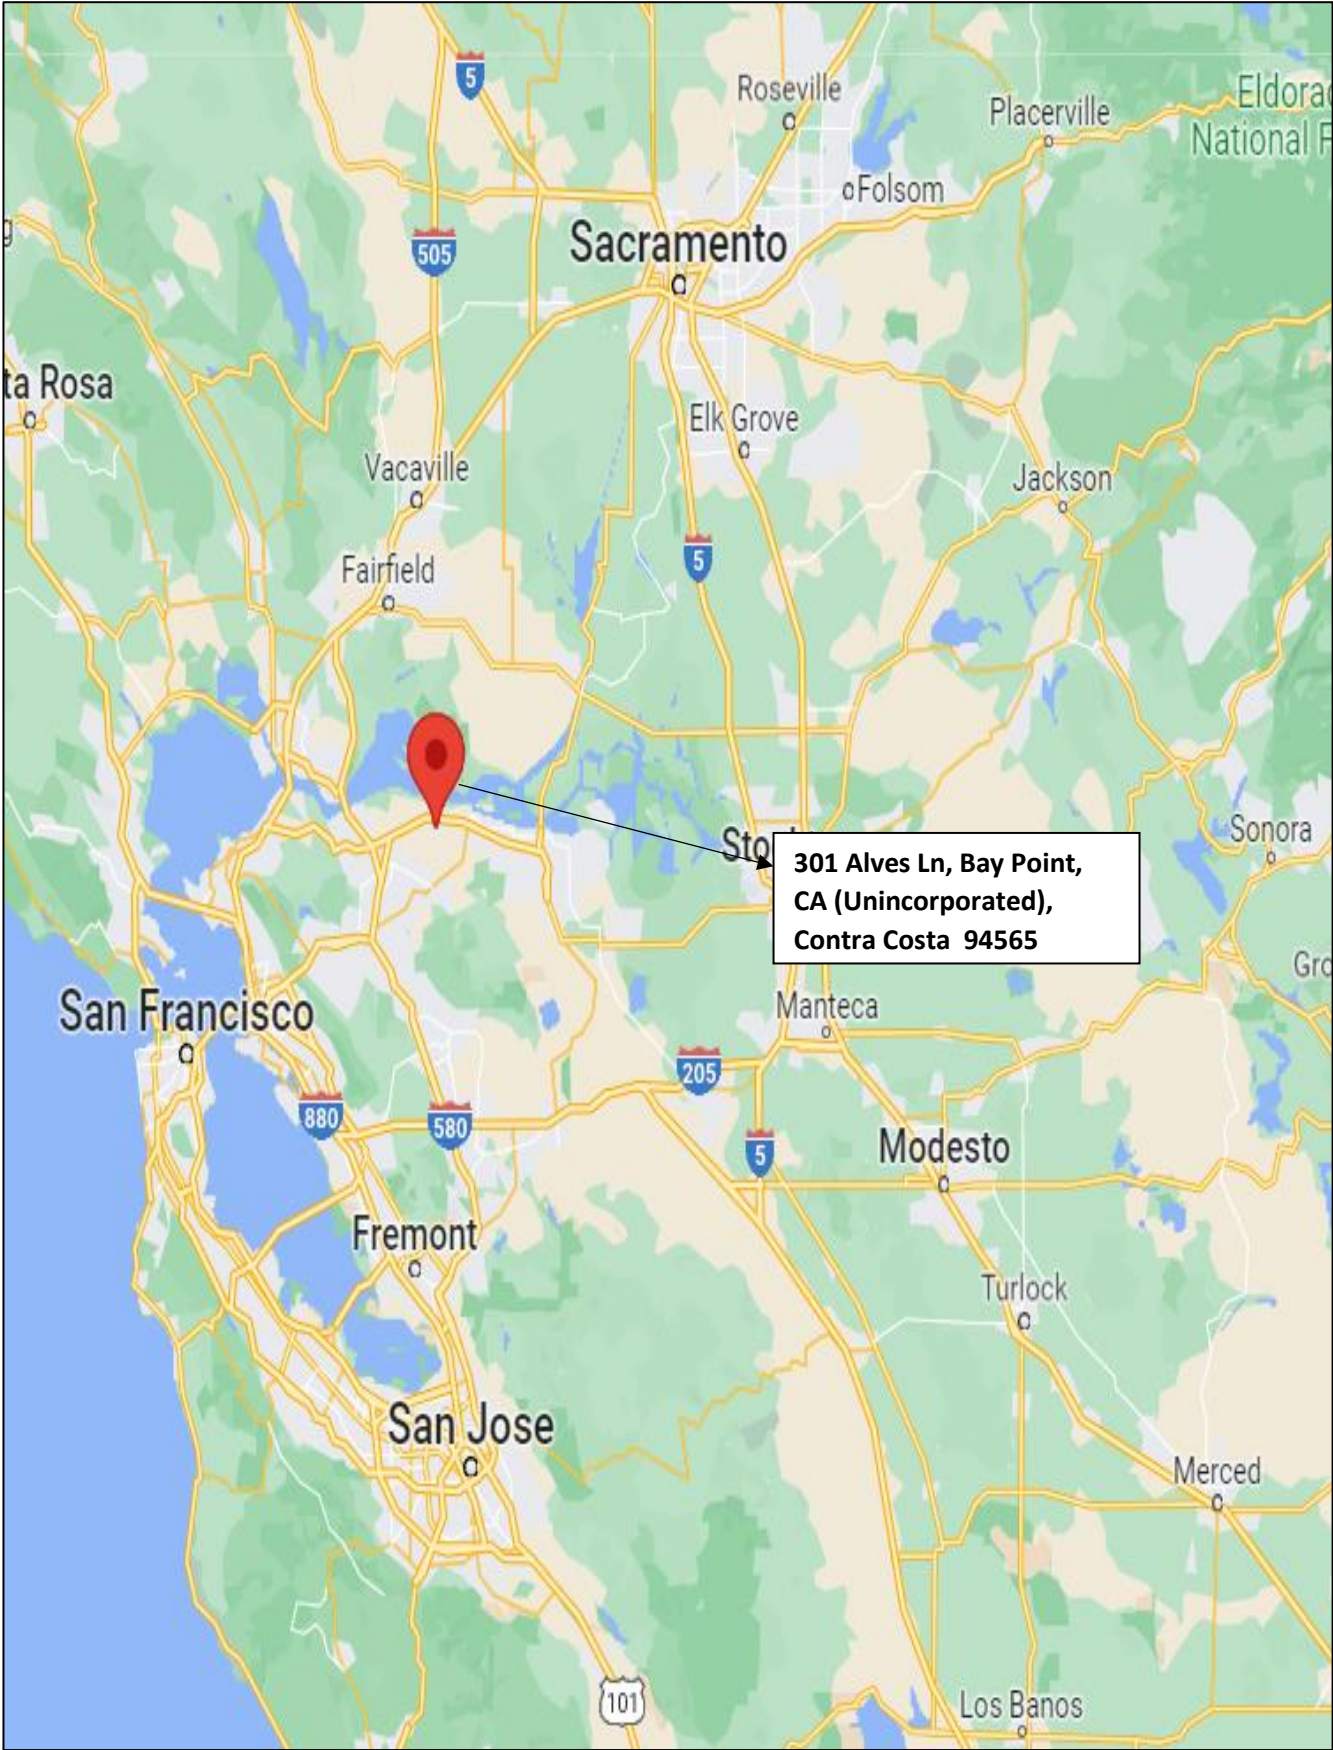 5
Roseville
Placerville
Eldorad
National F
Folsom
505
Sacramento
ta Rosa
Elk Grove
Vacaville
Jackson
5
Fairfield
Sto
Sonora
301 Alves Ln, Bay Point,
CA (Unincorporated),
Contra Costa 94565
Gro
San Francisco
Manteca
205
880
580
5
Modesto
Fremont
Turlock
San Jose
Merced
101
Los Banos